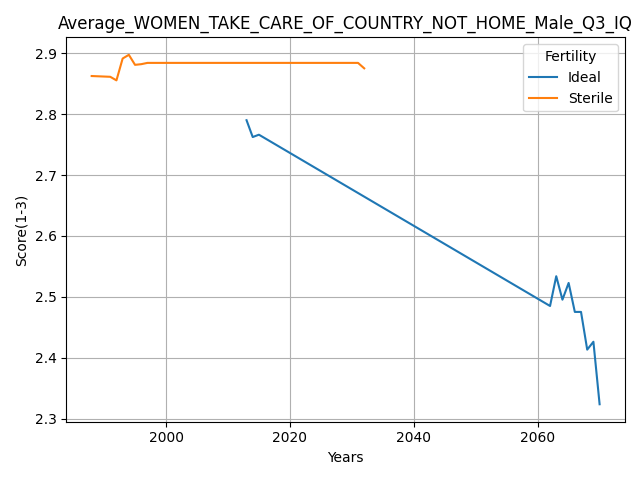 Average_WOMEN_TAKE_CARE_OF_COUNTRY_NOT_HOME_Male_Q3_IQ
Fertility
Ideal
Sterile
Score(1-3)
2.9
2.8
2.7
2.6
2.5
2.4
2.3
2000 2020 2040 2060
Years